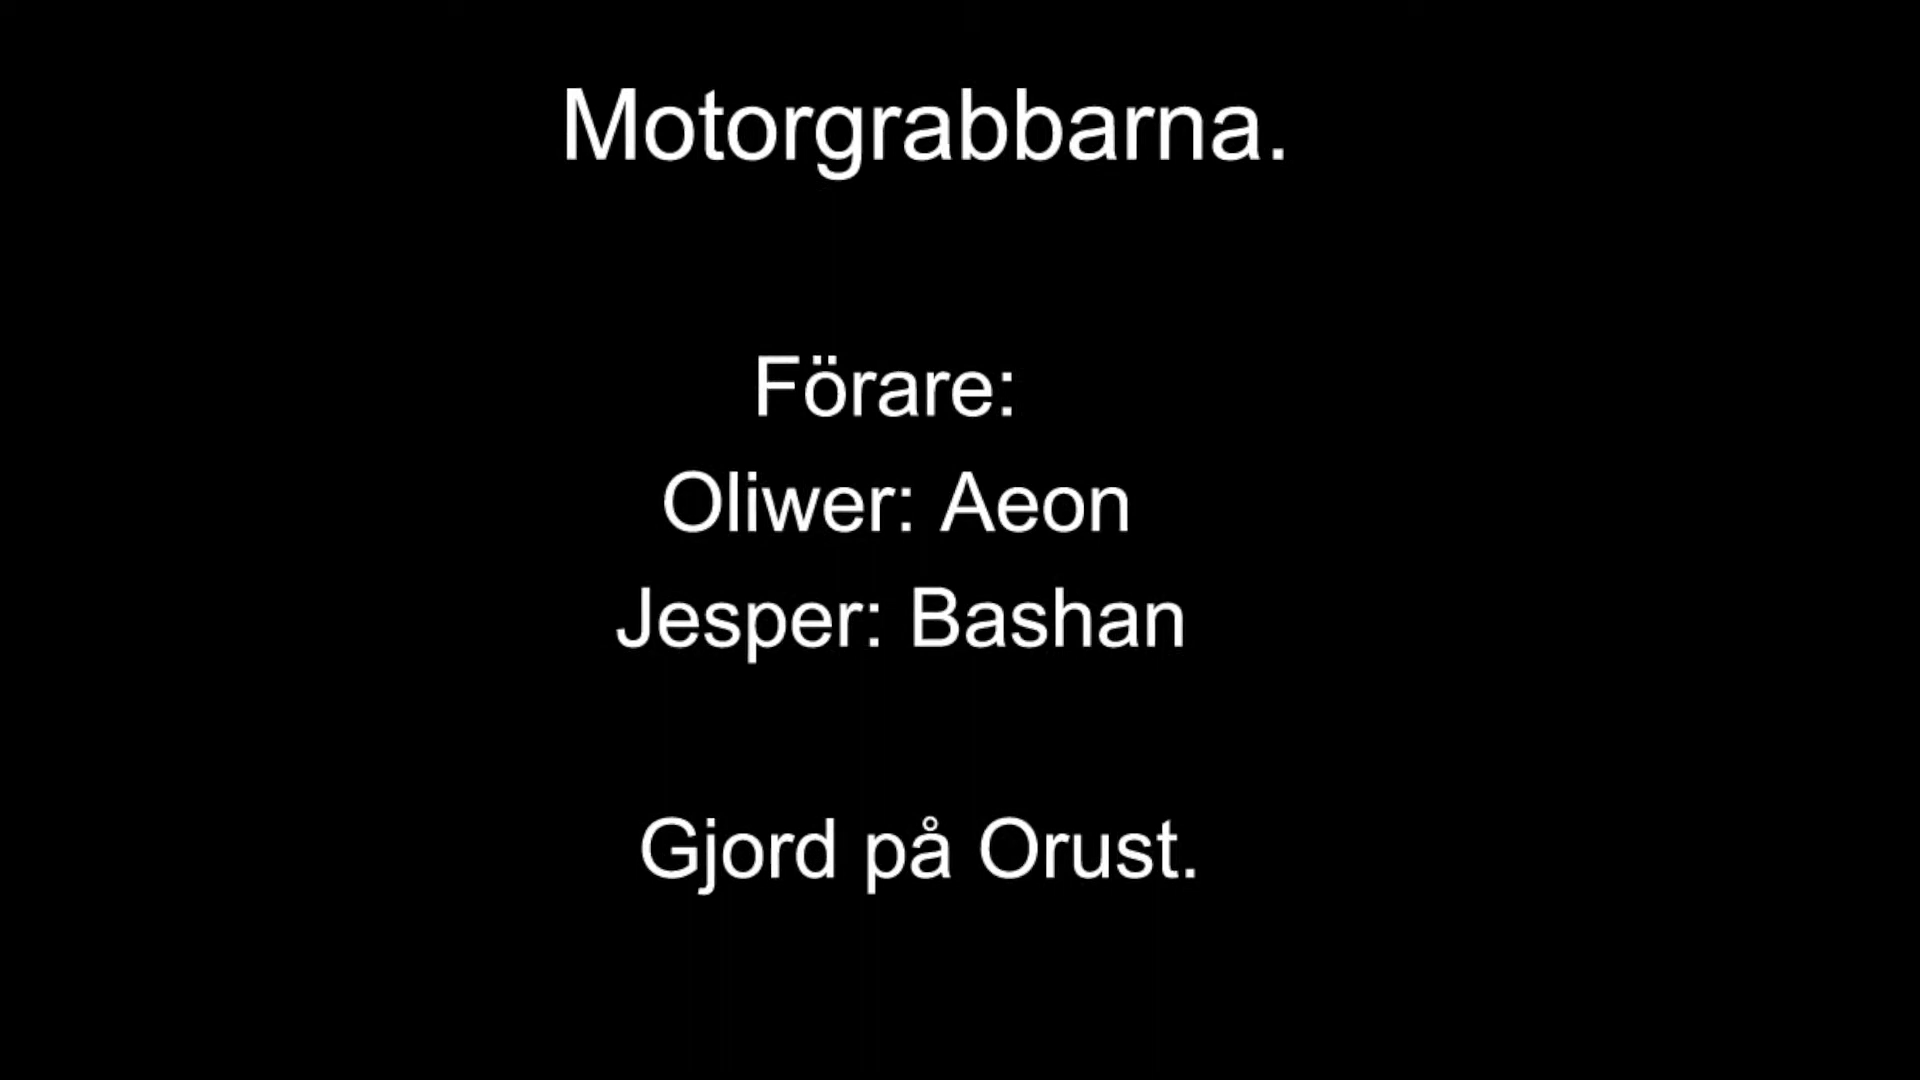 Motorgrabbarna.
Förare:
Oliwer: Aeon
Jesper: Bashan
Gjord på Orust.